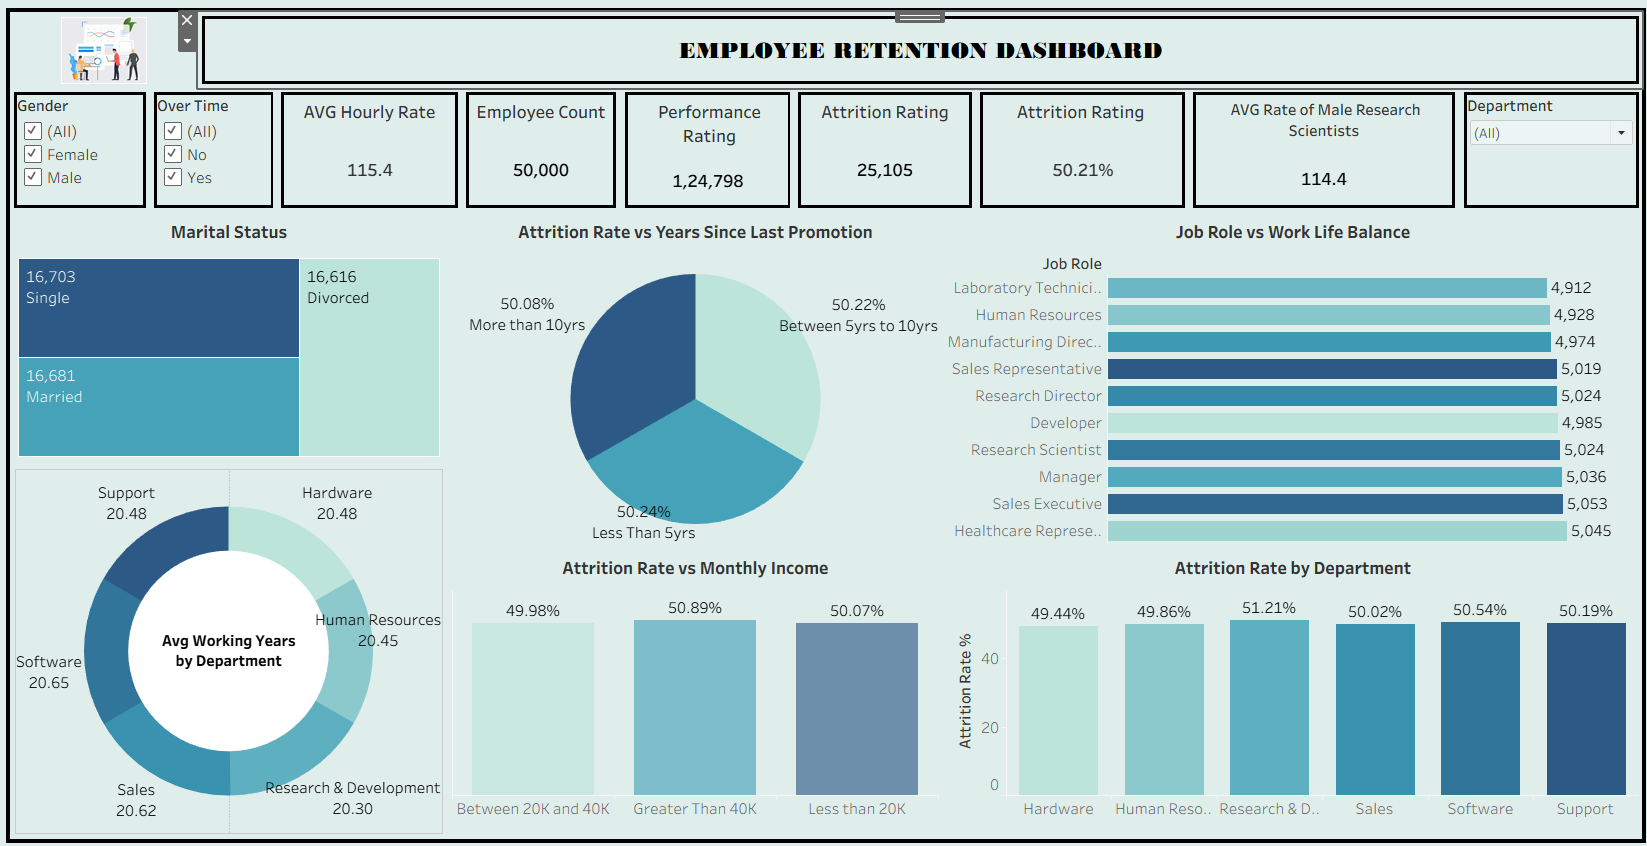 EMPLOYEE RETENTION DASHBOARD
Gender
(All)
Female
Male
Over Time
(All)
No
Yes
AVG Hourly Rate
115.4
Employee Count
50,000
Performance
Rating
1,24,798
Attrition Rating
25,105
Attrition Rating
50.21%
AVG Rate of Male Research
Scientists
114.4
Department
(All)
Marital Status
16,703
Single
16,616
Divorced
16,681
Married
Attrition Rate vs Years Since Last Promotion
50.08%
More than 10yrs
50.22%
Between 5yrs to 10yrs
50.24%
Less Than 5yrs
Job Role vs Work Life Balance
Job Role
Laboratory Technici.. 4,912
Human Resources 4,928
Manufacturing Direc.. 4,974
Sales Representative 5,019
Research Director 5,024
Developer 4,985
Research Scientist 5,024
Manager 5,036
Sales Executive 5,053
Healthcare Represe.. 5,045
Support
20.48
Hardware
20.48
Human Resources
20.45
Avg Working Years
by Department
Software
20.65
Sales
20.62
Research & Development
20.30
Attrition Rate vs Monthly Income
49.98%
50.89%
50.07%
Between 20K and 40K
Greater Than 40K
Less than 20K
Attrition Rate by Department
49.44%
49.86%
51.21%
50.02%
50.54%
50.19%
Attrition Rate %
40
20
0
Hardware
Human Reso..
Research & D..
Sales
Software
Support